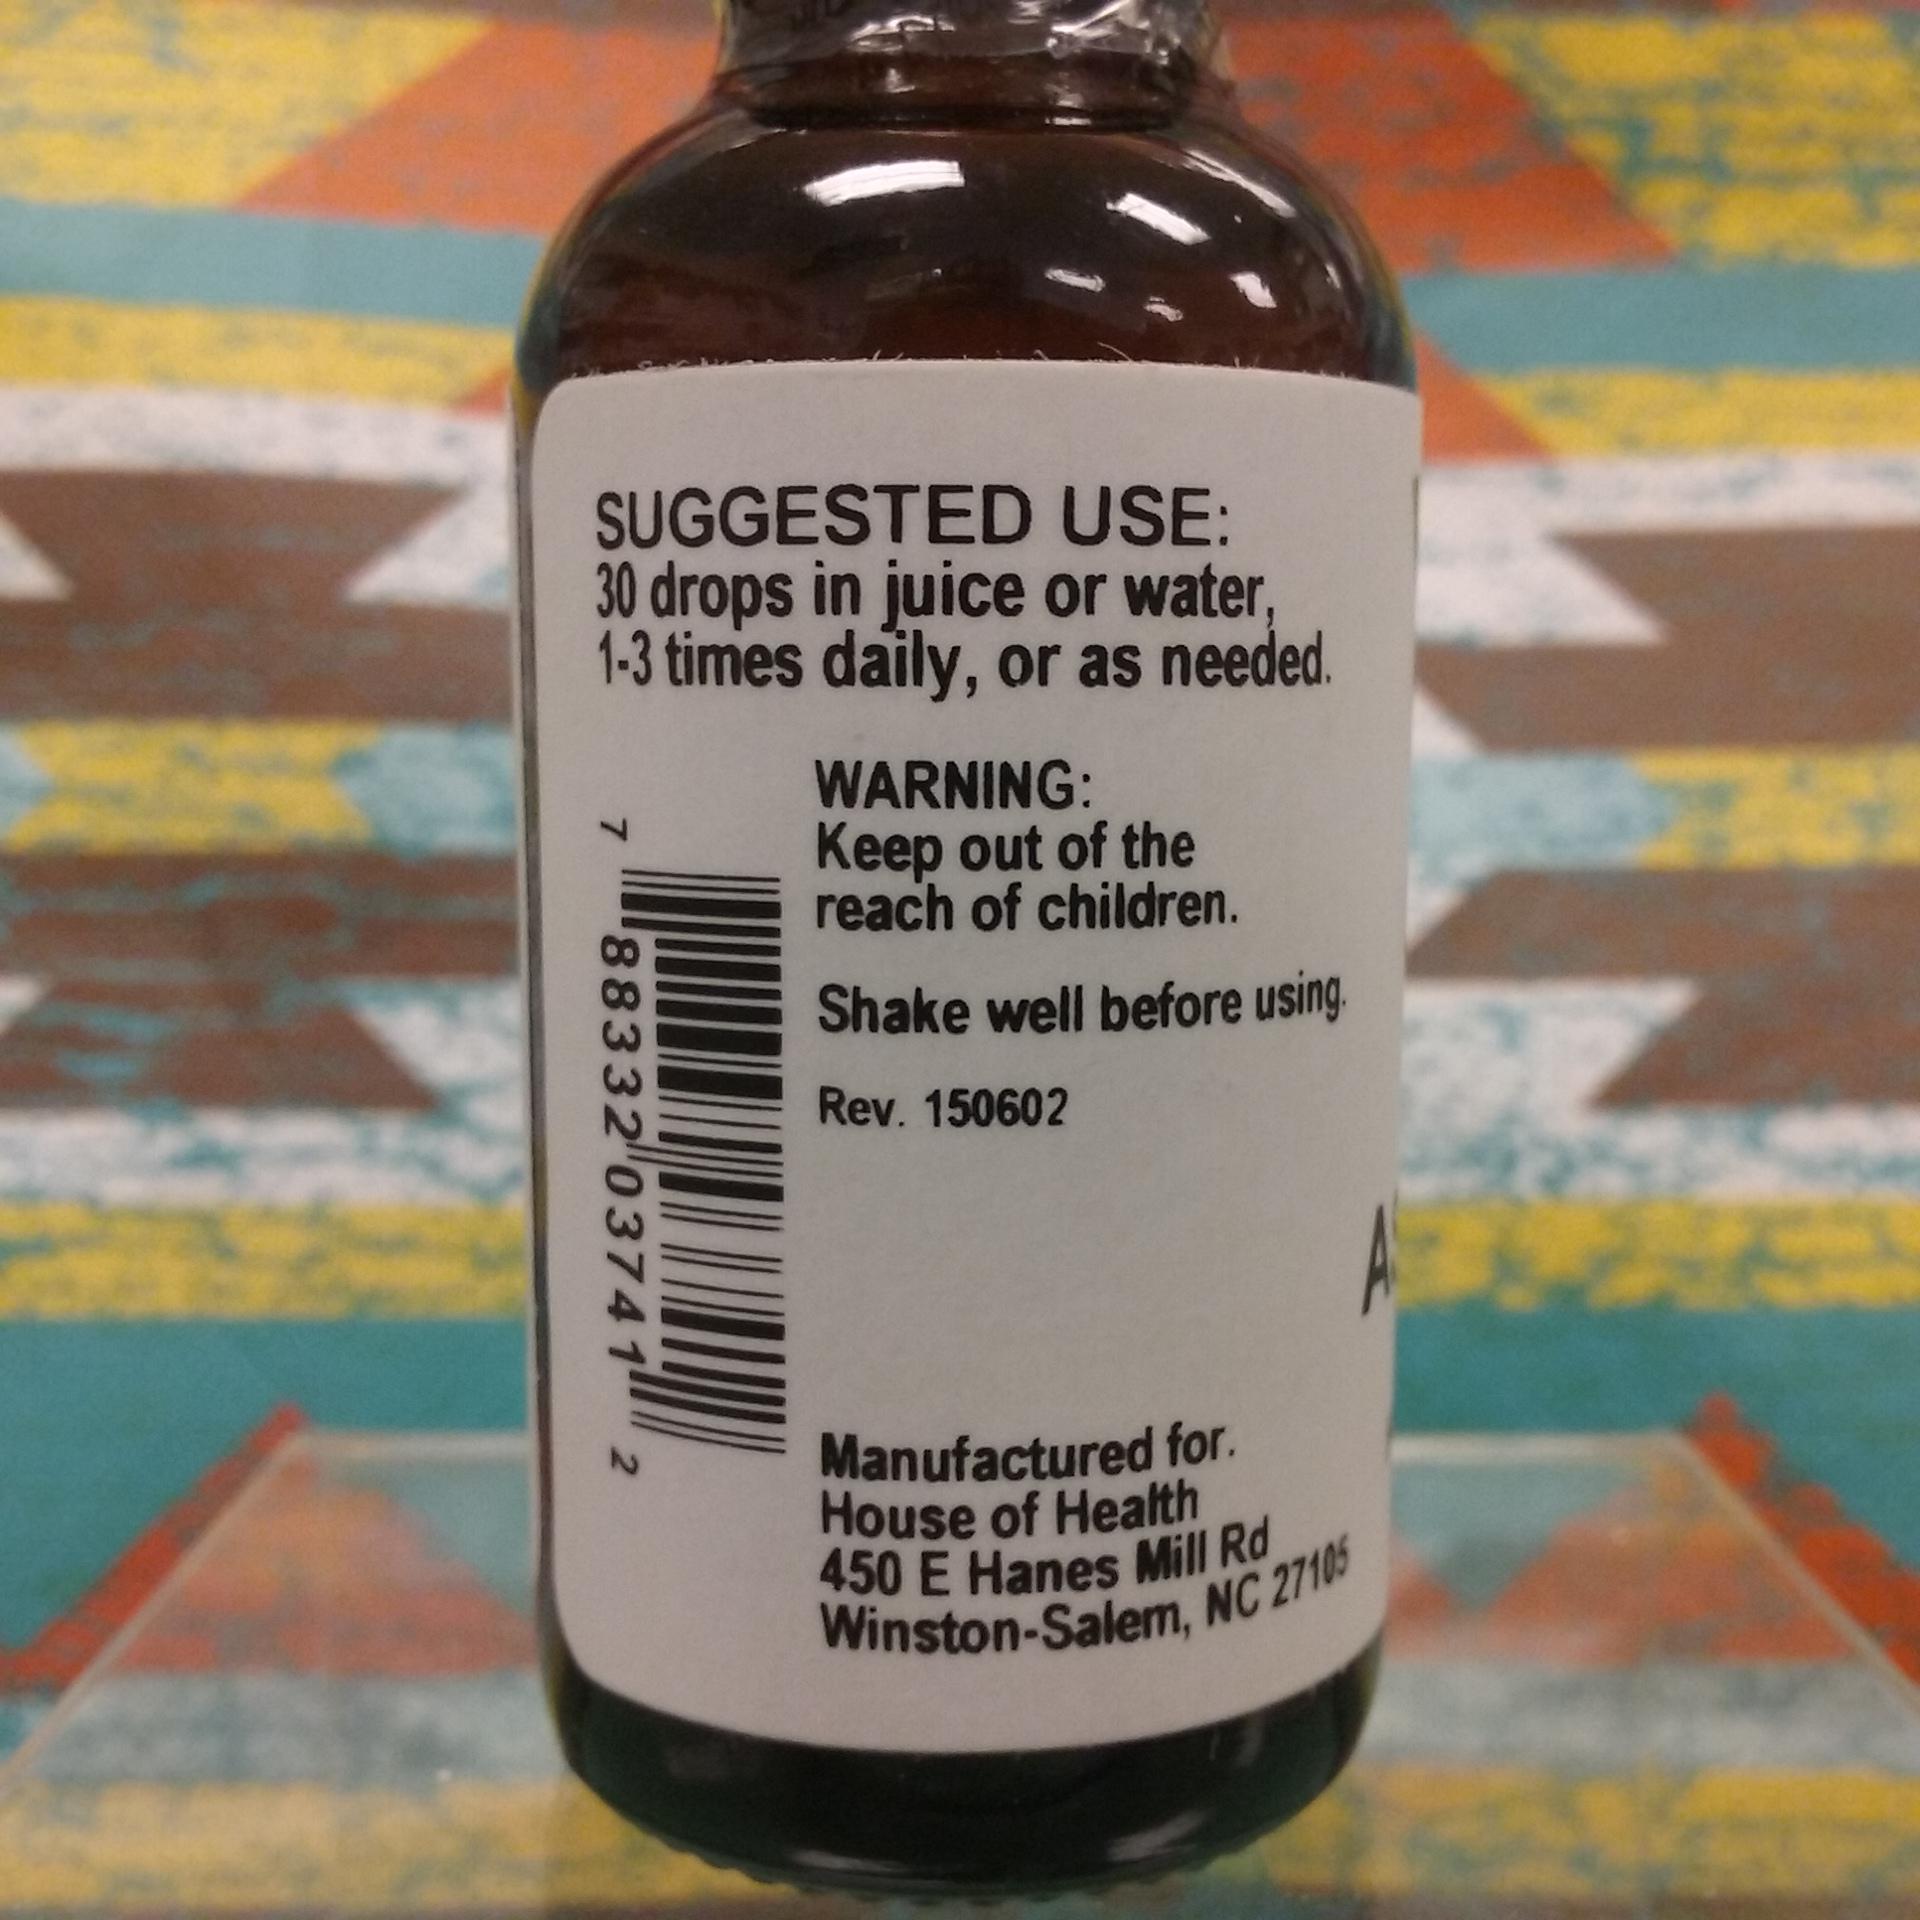 SUGGESTED USE:
30 drops in juice or water,
1-3 times daily, or as needed.
WARNING:
Keep out of the
reach of children.
Shake well before using.
Rev. 150602
7 88332 03741 2
Manufactured for.
House of Health
450 E Hanes Mill Rd
Winston-Salem, NC 27105